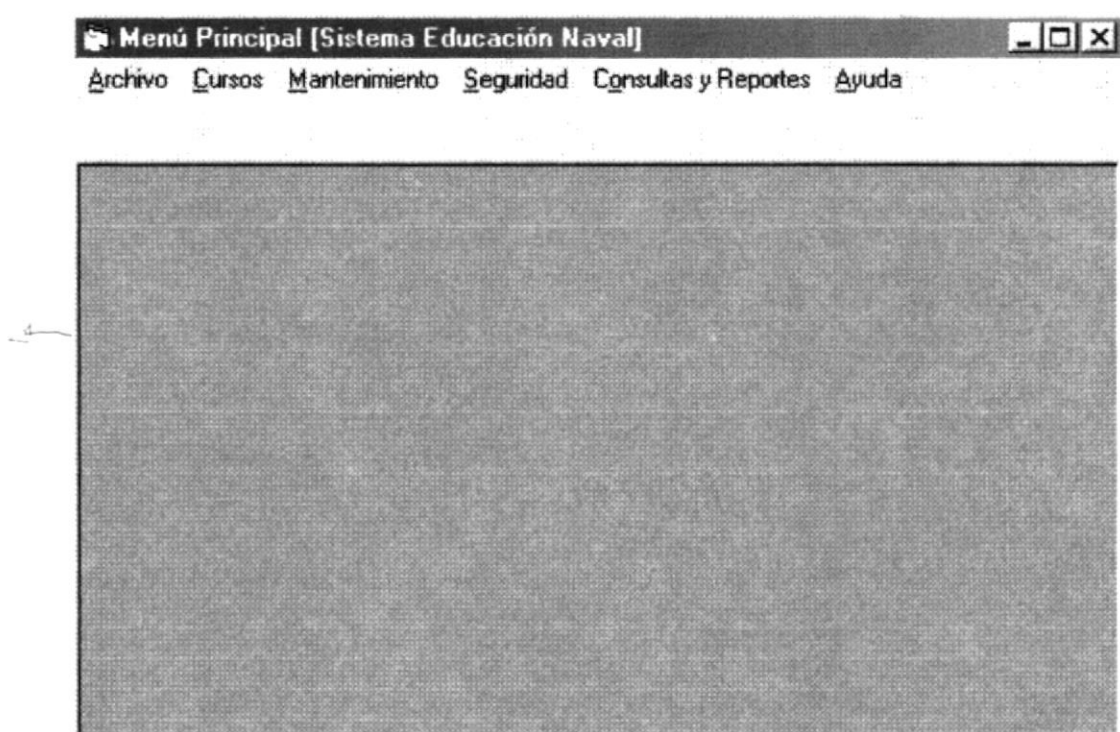 Menú Principal [Sistema Educación Naval]
Archivo Cursos Mantenimiento Seguridad Consultas y Reportes Ayuda